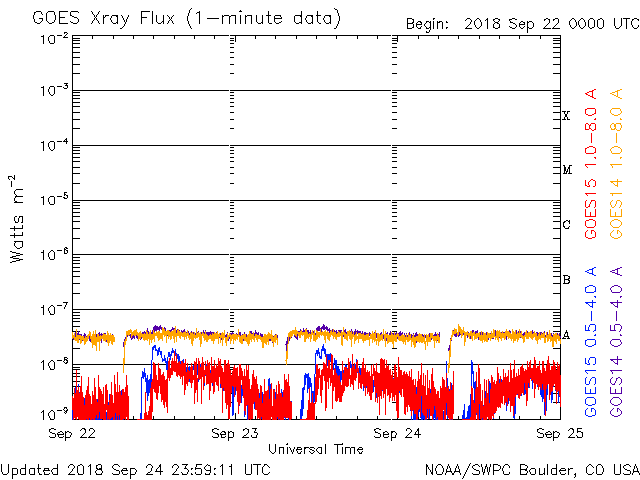 GOES Xray Flux (1-minute data)
Begin: 2018 Sep 22 0000 UTC
10⁻²
10⁻³
10⁻⁴
10⁻⁵
10⁻⁶
10⁻⁷
10⁻⁸
10⁻⁹
Watts m⁻²
X
M
C
B
A
GOES15 1.0-8.0 A
GOES14 1.0-8.0 A
GOES15 0.5-4.0 A
GOES14 0.5-4.0 A
Sep 22 Sep 23 Sep 24 Sep 25
Universal Time
Updated 2018 Sep 24 23:59:11 UTC
NOAA/SWPC Boulder, CO USA